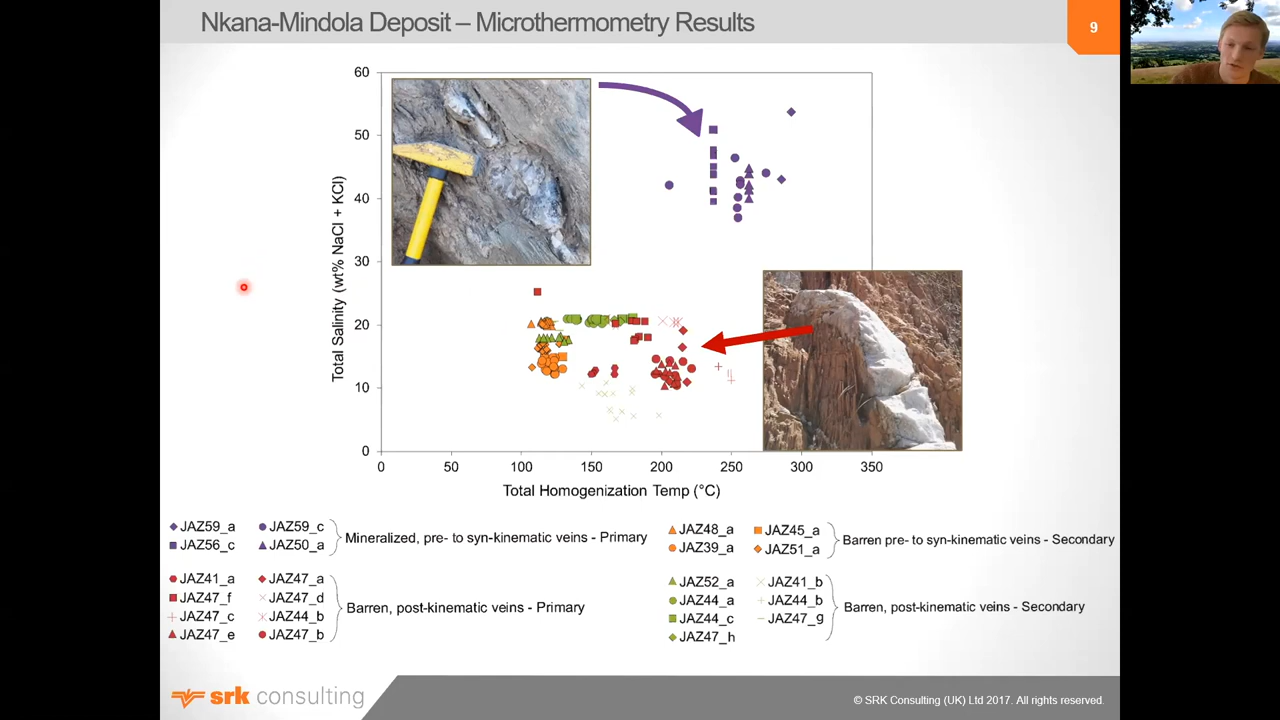 Nkana-Mindola Deposit – Microthermometry Results
9
60
50
40
30
20
10
0
Total Salinity (wt% NaCl + KCl)
0 50 100 150 200 250 300 350
Total Homogenization Temp (°C)
JAZ59_a JAZ59_c
JAZ56_c JAZ50_a
Mineralized, pre- to syn-kinematic veins - Primary
JAZ41_a JAZ47_a
JAZ47_f JAZ47_d
JAZ47_c JAZ44_b
JAZ47_e JAZ47_b
Barren, post-kinematic veins - Primary
JAZ48_a JAZ45_a
JAZ39_a JAZ51_a
Barren pre- to syn-kinematic veins - Secondary
JAZ52_a JAZ41_b
JAZ44_a JAZ44_b
JAZ44_c JAZ47_g
JAZ47_h
Barren, post-kinematic veins - Secondary
srk consulting
© SRK Consulting (UK) Ltd 2017. All rights reserved.